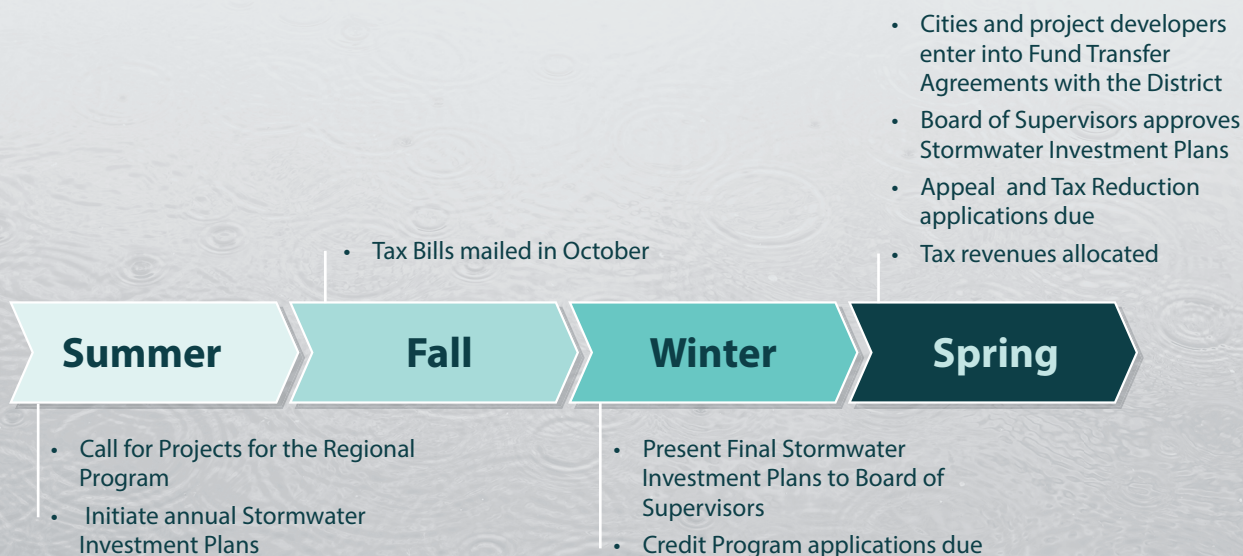 • Cities and project developers
enter into Fund Transfer
Agreements with the District
• Board of Supervisors approves
Stormwater Investment Plans
• Appeal and Tax Reduction
applications due
• Tax revenues allocated
• Tax Bills mailed in October
Summer
Fall
Winter
Spring
• Call for Projects for the Regional
Program
• Initiate annual Stormwater
Investment Plans
• Present Final Stormwater
Investment Plans to Board of
Supervisors
• Credit Program applications due